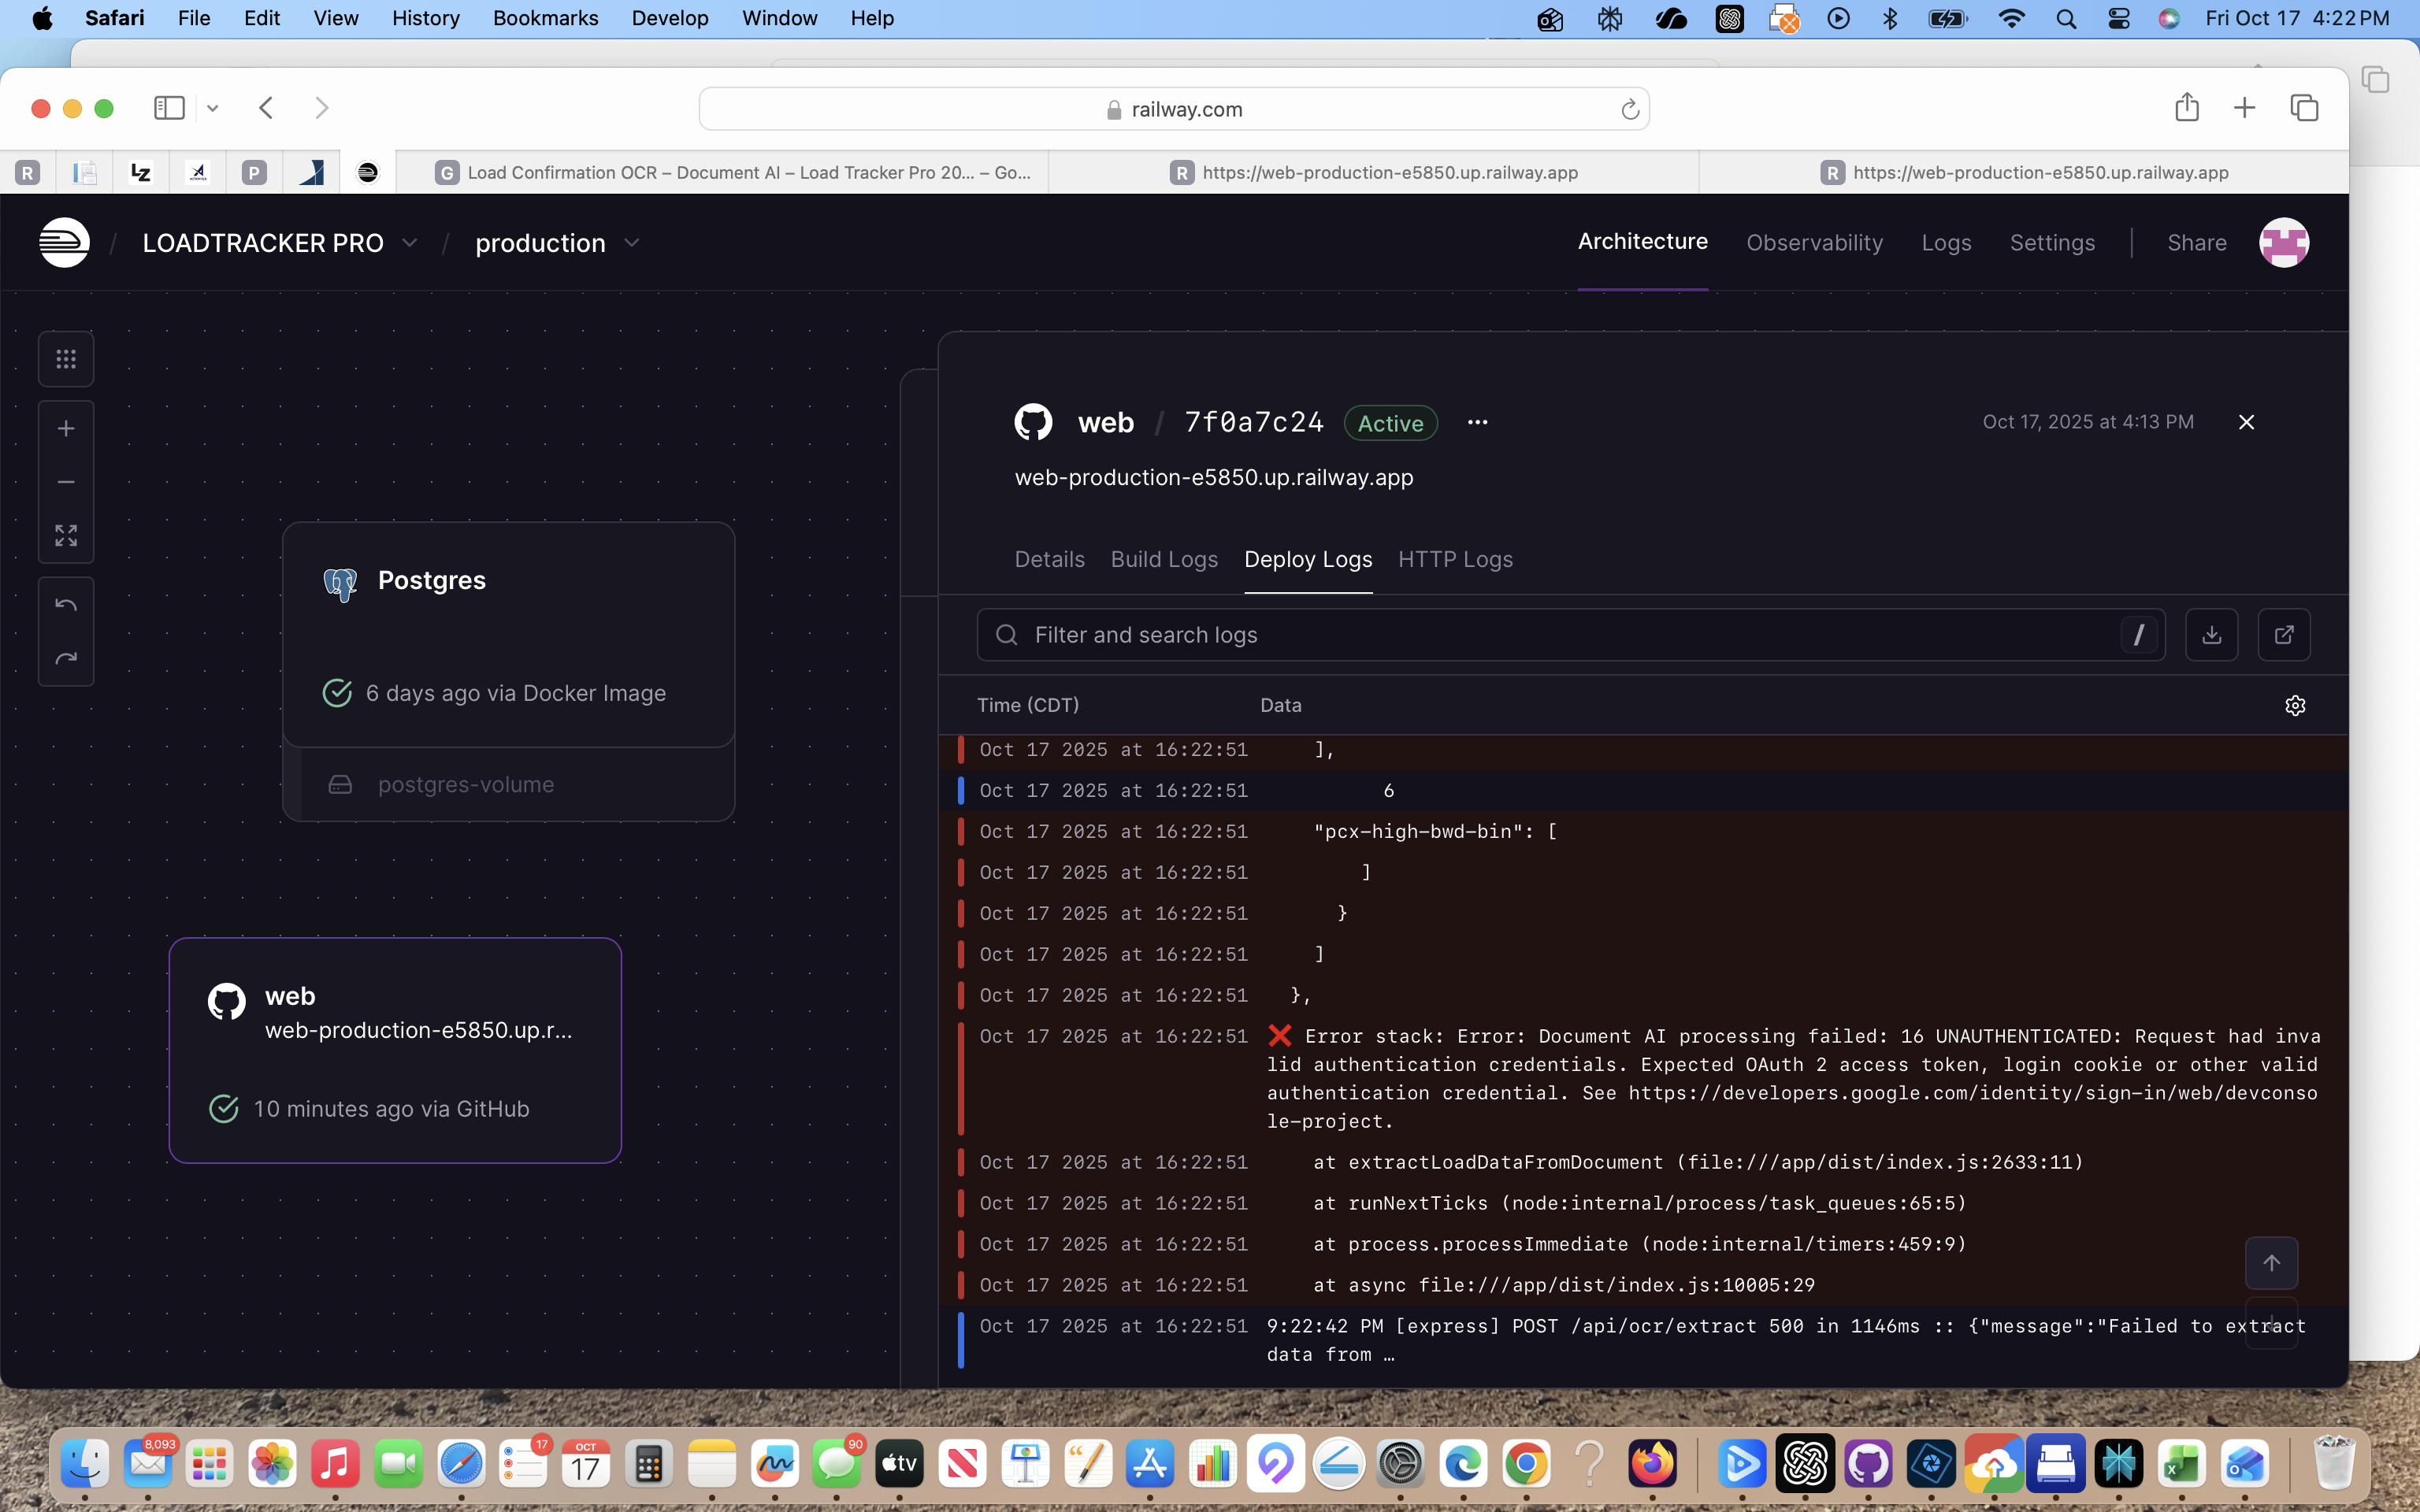 Safari File Edit View History Bookmarks Develop Window Help Fri Oct 17 4:22 PM
railway.com
R LZ P G Load Confirmation OCR – Document AI – Load Tracker Pro 20... – Go... R https://web-production-e5850.up.railway.app R https://web-production-e5850.up.railway.app
/ LOADTRACKER PRO / production Architecture Observability Logs Settings | Share
web / 7f0a7c24 Active ··· Oct 17, 2025 at 4:13 PM
web-production-e5850.up.railway.app
Details Build Logs Deploy Logs HTTP Logs
Postgres
6 days ago via Docker Image
postgres-volume
web
web-production-e5850.up.r...
10 minutes ago via GitHub
Filter and search logs /
Time (CDT) Data
Oct 17 2025 at 16:22:51 ],
Oct 17 2025 at 16:22:51 6
Oct 17 2025 at 16:22:51 "pcx-high-bwd-bin": [
Oct 17 2025 at 16:22:51 ]
Oct 17 2025 at 16:22:51 }
Oct 17 2025 at 16:22:51 ]
Oct 17 2025 at 16:22:51 },
Oct 17 2025 at 16:22:51 ❌ Error stack: Error: Document AI processing failed: 16 UNAUTHENTICATED: Request had inva
lid authentication credentials. Expected OAuth 2 access token, login cookie or other valid
authentication credential. See https://developers.google.com/identity/sign-in/web/devconso
le-project.
Oct 17 2025 at 16:22:51 at extractLoadDataFromDocument (file:///app/dist/index.js:2633:11)
Oct 17 2025 at 16:22:51 at runNextTicks (node:internal/process/task_queues:65:5)
Oct 17 2025 at 16:22:51 at process.processImmediate (node:internal/timers:459:9)
Oct 17 2025 at 16:22:51 at async file:///app/dist/index.js:10005:29
Oct 17 2025 at 16:22:51 9:22:42 PM [express] POST /api/ocr/extract 500 in 1146ms :: {"message":"Failed to extract
data from …
8,093 17 OCT 17 90 tv